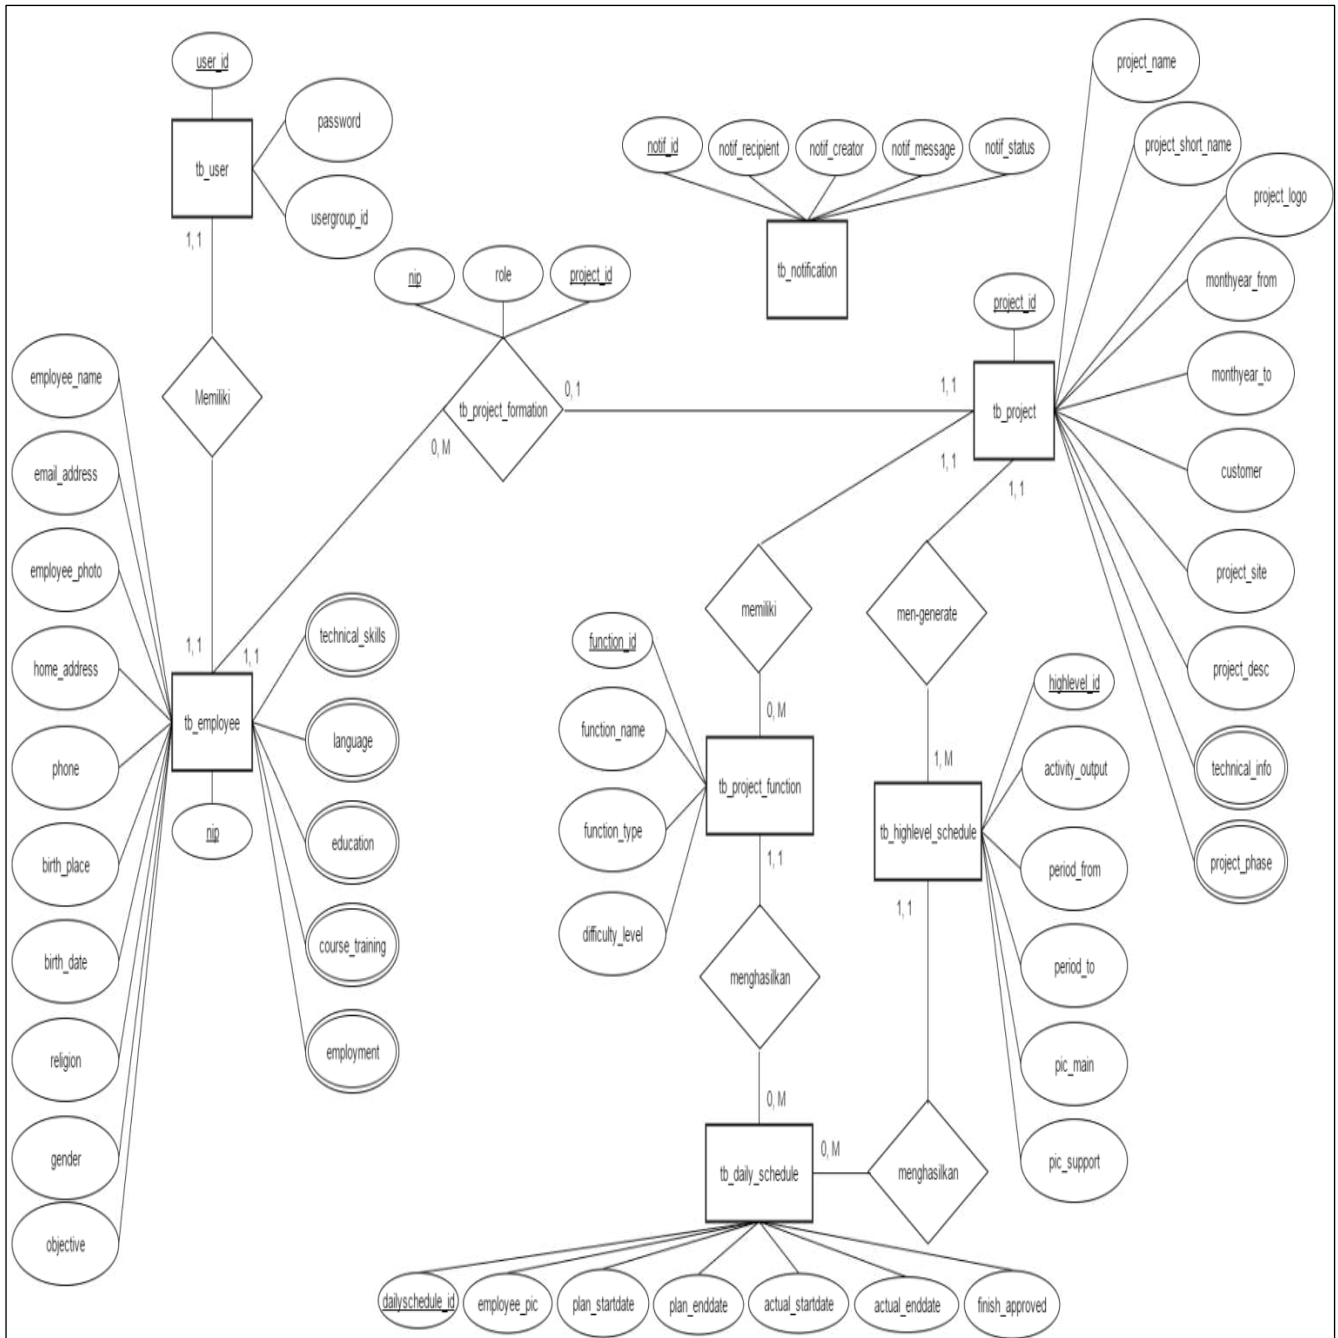 user_id
password
tb_user
usergroup_id
1, 1
Memiliki
1, 1
employee_name
email_address
employee_photo
home_address
phone
birth_place
birth_date
religion
gender
objective
tb_employee
nip
technical_skills
language
education
course_training
employment
1, 1
nip
role
project_id
tb_project_formation
0, M
0, 1
1, 1
notif_id
notif_recipient
notif_creator
notif_message
notif_status
tb_notification
project_id
tb_project
project_name
project_short_name
project_logo
monthyear_from
monthyear_to
customer
project_site
project_desc
technical_info
project_phase
1, 1
1, 1
memiliki
men-generate
0, M
1, M
function_id
function_name
function_type
difficulty_level
tb_project_function
1, 1
menghasilkan
0, M
highlevel_id
activity_output
period_from
period_to
pic_main
pic_support
tb_highlevel_schedule
1, 1
menghasilkan
0, M
tb_daily_schedule
dailyschedule_id
employee_pic
plan_startdate
plan_enddate
actual_startdate
actual_enddate
finish_approved